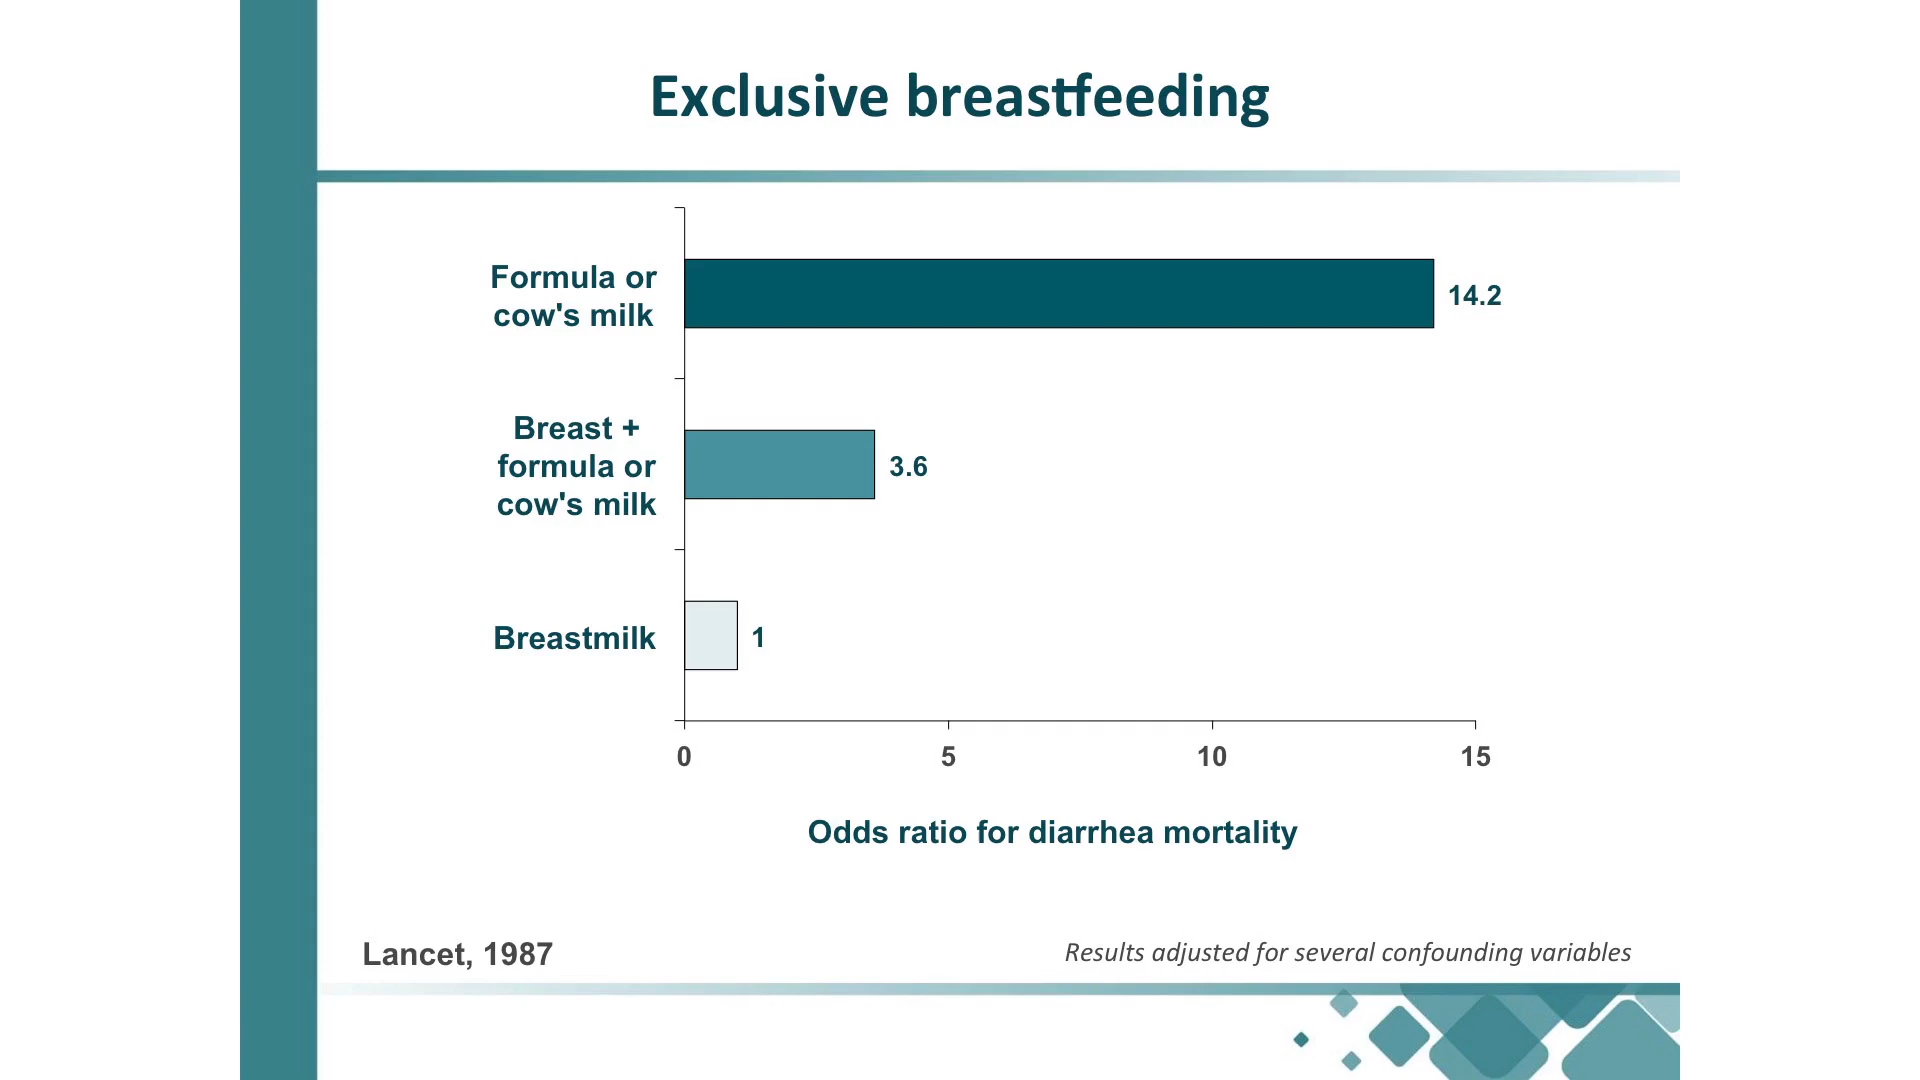 Exclusive breastfeeding
Formula or
cow's milk
14.2
Breast +
formula or
cow's milk
3.6
Breastmilk
1
0 5 10 15
Odds ratio for diarrhea mortality
Lancet, 1987
Results adjusted for several confounding variables